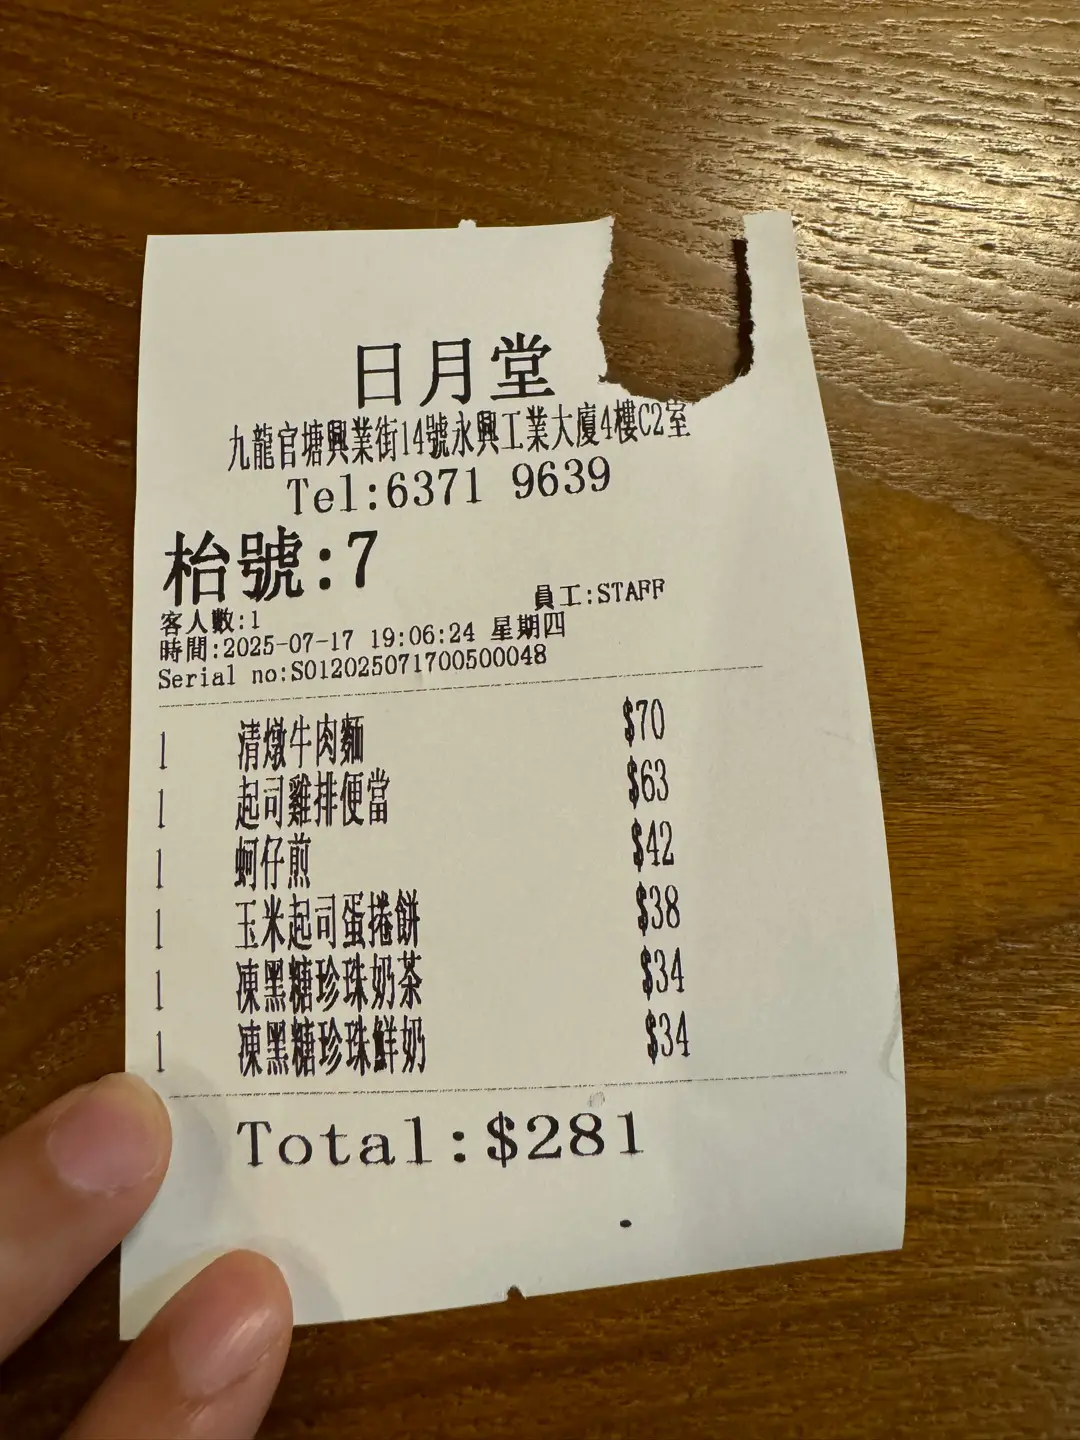 日月堂
九龍官塘興業街14號永興工業大廈4樓C2室
Tel:6371 9639
枱號:7
員工:STAFF
客人數:1
時間:2025-07-17 19:06:24 星期四
Serial no:S012025071700500048
1 清燉牛肉麵 $70
1 起司雞排便當 $63
1 蚵仔煎 $42
1 玉米起司蛋捲餅 $38
1 凍黑糖珍珠奶茶 $34
1 凍黑糖珍珠鮮奶 $34
Total:$281